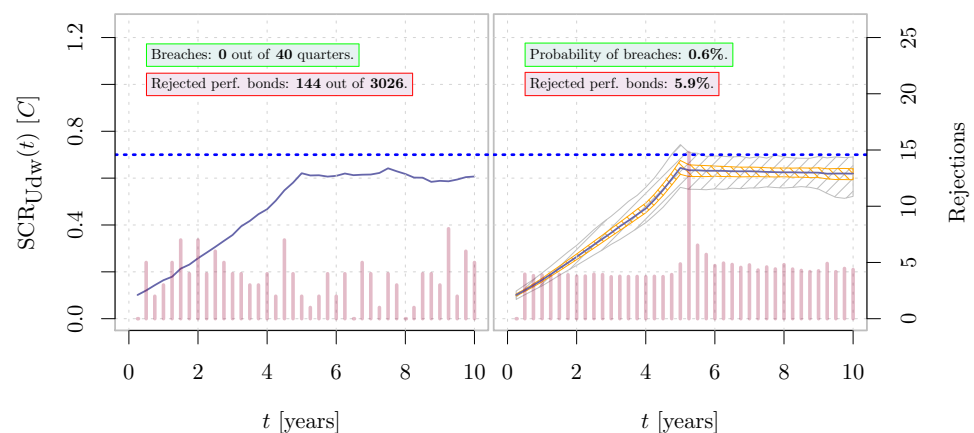 Breaches: 0 out of 40 quarters.
Rejected perf. bonds: 144 out of 3026.
Probability of breaches: 0.6%.
Rejected perf. bonds: 5.9%.
SCR_Udw(t) [C]
0.0 0.4 0.8 1.2
0 5 10 15 20 25
Rejections
0 2 4 6 8 10
0 2 4 6 8 10
t [years]
t [years]